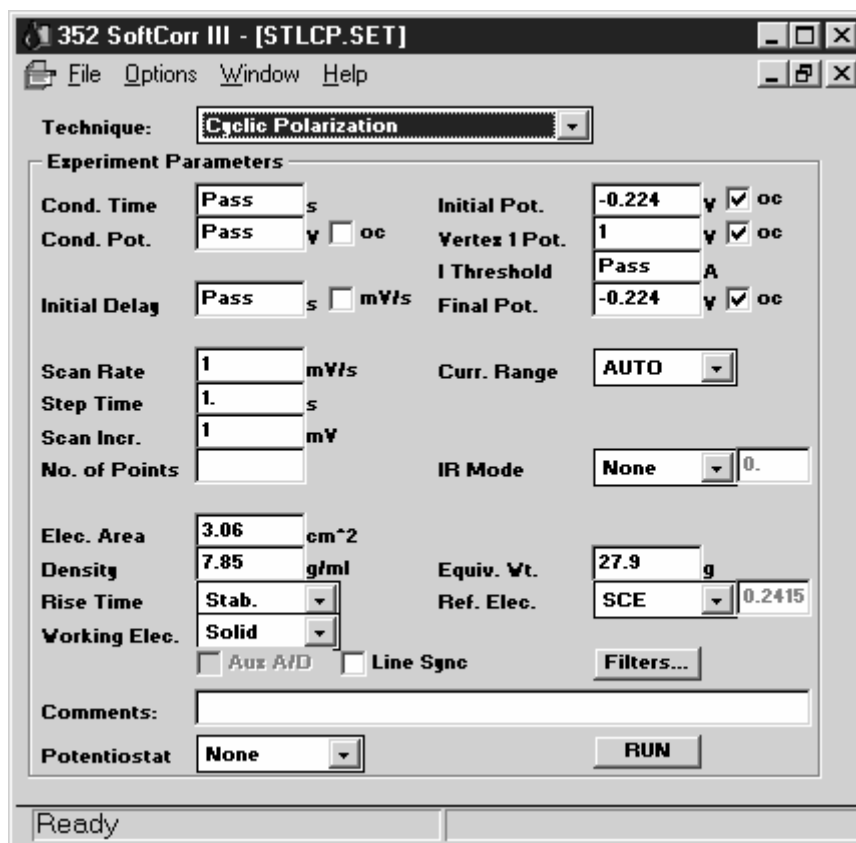 352 SoftCorr III - [STLCP.SET]
File Options Window Help
Technique: Cyclic Polarization
Experiment Parameters
Cond. Time Pass s Initial Pot. -0.224 V oc
Cond. Pot. Pass V oc Vertex 1 Pot. 1 V oc
I Threshold Pass A
Initial Delay Pass s mV/s Final Pot. -0.224 V oc
Scan Rate 1 mV/s Curr. Range AUTO
Step Time 1. s
Scan Incr. 1 mV
No. of Points IR Mode None 0.
Elec. Area 3.06 cm^2
Density 7.85 g/ml Equiv. Wt. 27.9 g
Rise Time Stab. Ref. Elec. SCE 0.2415
Working Elec. Solid
Aux A/D Line Sync Filters...
Comments:
Potentiostat None RUN
Ready